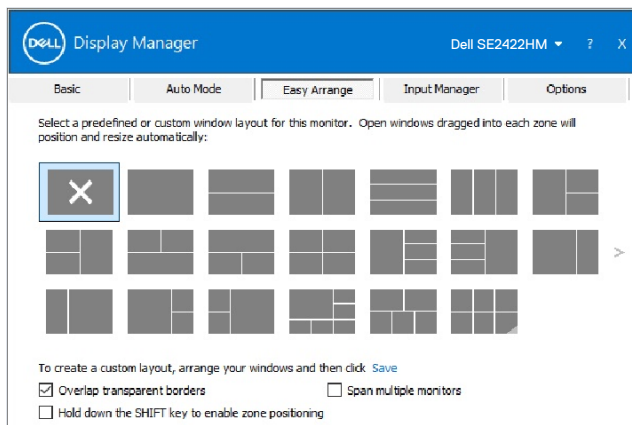 DELL Display Manager Dell SE2422HM ? X
Basic Auto Mode Easy Arrange Input Manager Options
Select a predefined or custom window layout for this monitor. Open windows dragged into each zone will
position and resize automatically:
>
To create a custom layout, arrange your windows and then click Save
Overlap transparent borders Span multiple monitors
Hold down the SHIFT key to enable zone positioning